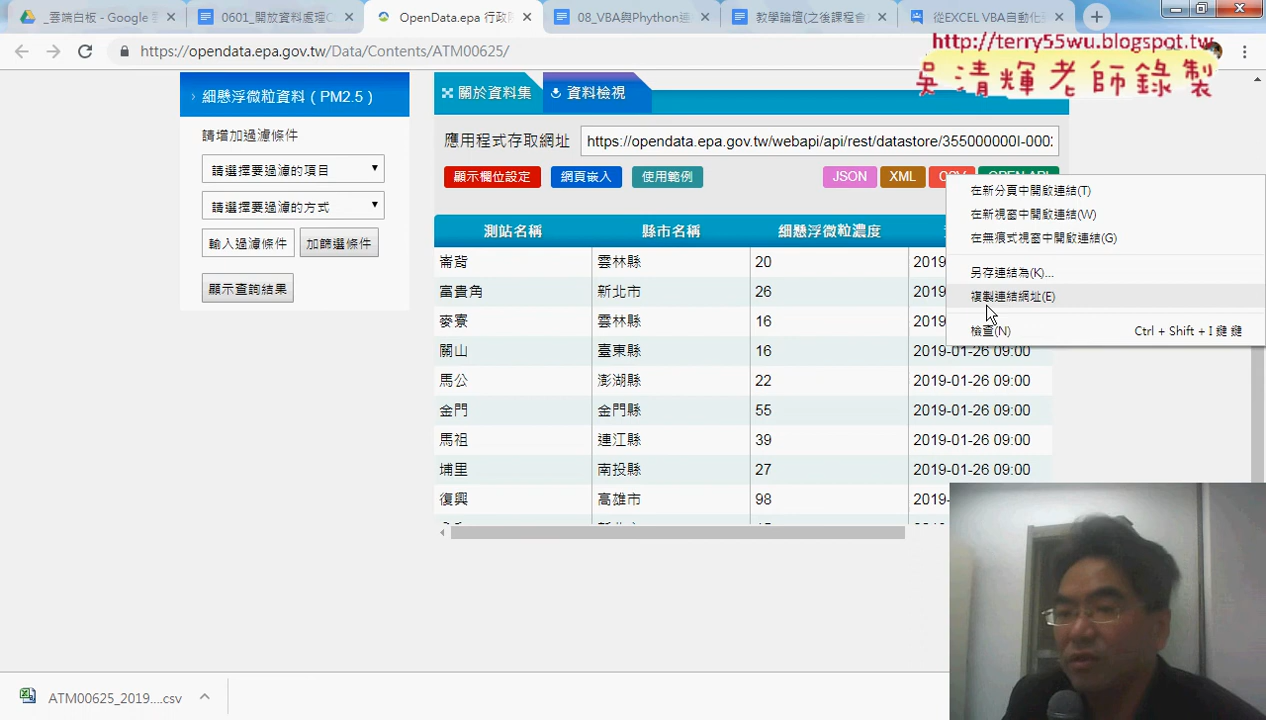 _雲端白板 - Google
0601_開放資料處理C
OpenData.epa 行政
08_VBA與Phython連
教學論壇(之後課程會
從EXCEL VBA自動化
https://opendata.epa.gov.tw/Data/Contents/ATM00625/
http://terry55wu.blogspot.tw
吳清輝老師錄製
› 細懸浮微粒資料（PM2.5）
關於資料集
資料檢視
請增加過濾條件
請選擇要過濾的項目
請選擇要過濾的方式
輸入過濾條件
加篩選條件
顯示查詢結果
應用程式存取網址
https://opendata.epa.gov.tw/webapi/api/rest/datastore/355000000I-000
顯示欄位設定
網頁嵌入
使用範例
JSON
XML
CSV
OPEN API
測站名稱 縣市名稱 細懸浮微粒濃度
崙背 雲林縣 20 2019
富貴角 新北市 26 2019
麥寮 雲林縣 16 2019
關山 臺東縣 16 2019-01-26 09:00
馬公 澎湖縣 22 2019-01-26 09:00
金門 金門縣 55 2019-01-26 09:00
馬祖 連江縣 39 2019-01-26 09:00
埔里 南投縣 27 2019-01-26 09:00
復興 高雄市 98 2019-
在新分頁中開啟連結(T)
在新視窗中開啟連結(W)
在無痕式視窗中開啟連結(G)
另存連結為(K)...
複製連結網址(E)
檢查(N) Ctrl + Shift + I 鍵 鍵
ATM00625_2019....csv